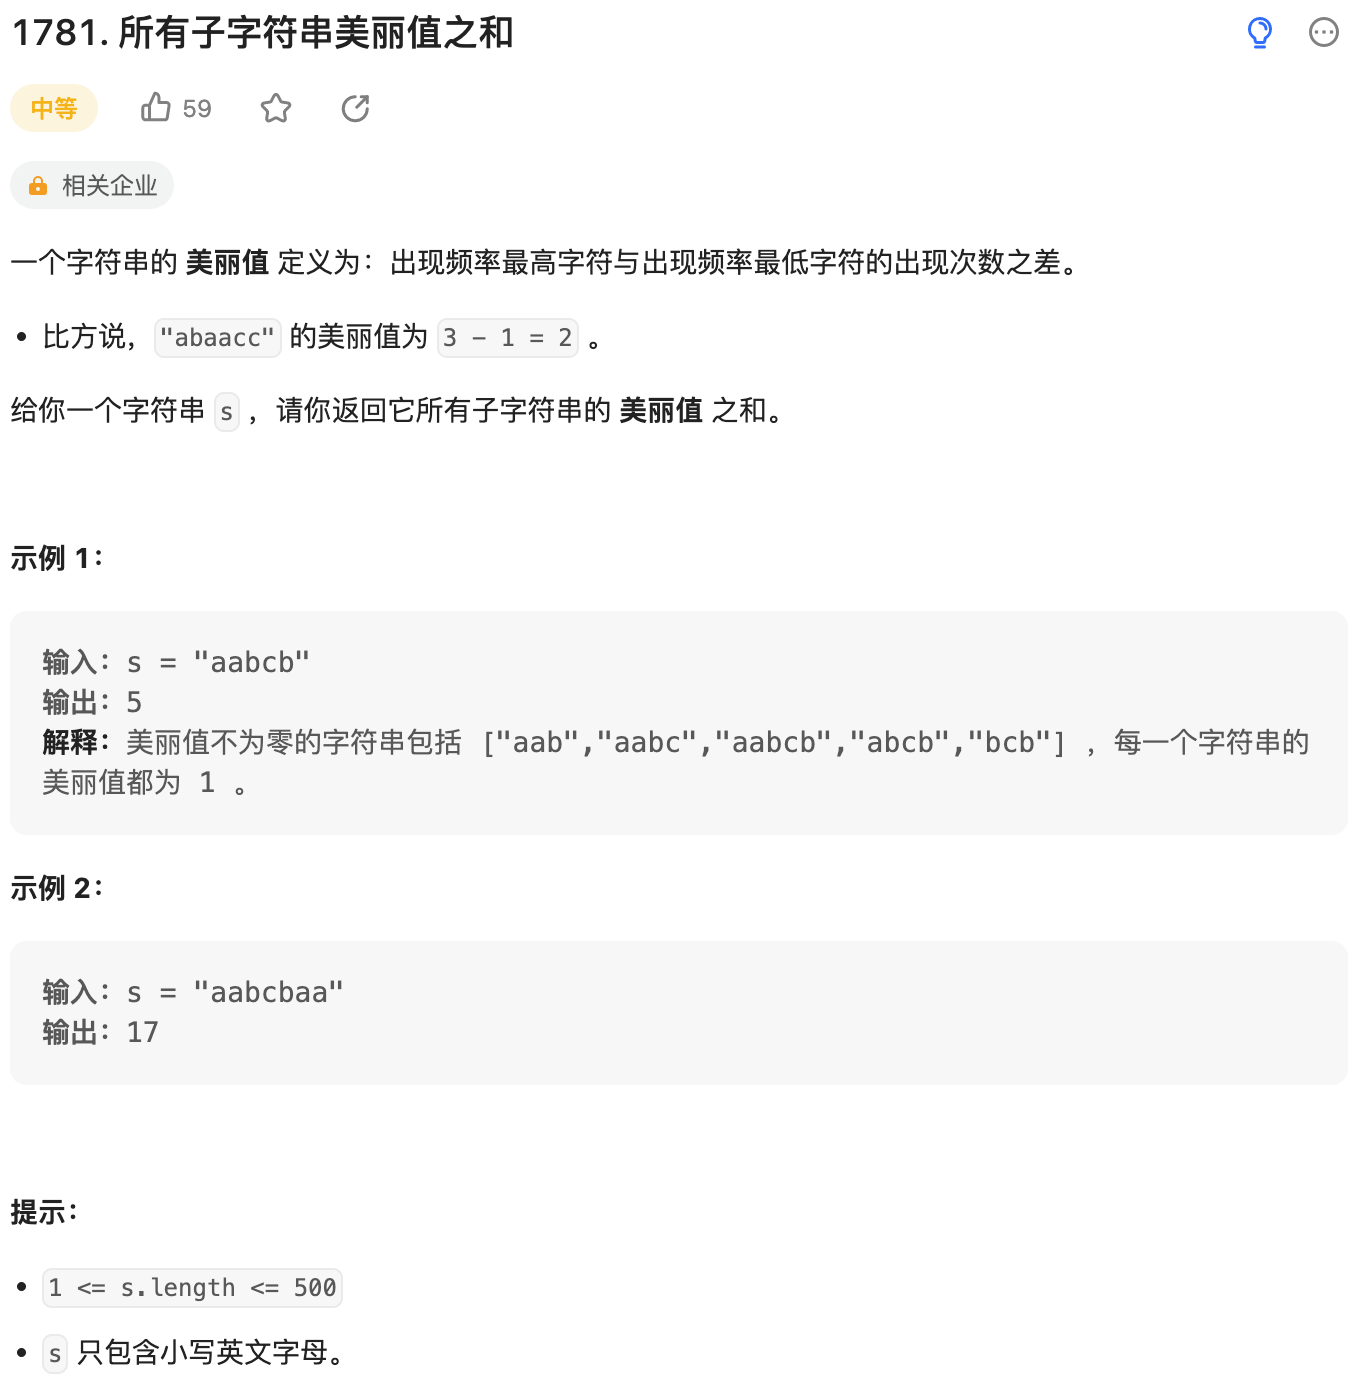 1781. 所有子字符串美丽值之和
中等 59
相关企业
一个字符串的 美丽值 定义为：出现频率最高字符与出现频率最低字符的出现次数之差。
• 比方说，"abaacc" 的美丽值为 3 - 1 = 2 。
给你一个字符串 s ，请你返回它所有子字符串的 美丽值 之和。
示例 1：
输入：s = "aabcb"
输出：5
解释：美丽值不为零的字符串包括 ["aab","aabc","aabcb","abcb","bcb"] ，每一个字符串的
美丽值都为 1 。
示例 2：
输入：s = "aabcbaa"
输出：17
提示：
• 1 <= s.length <= 500
• s 只包含小写英文字母。